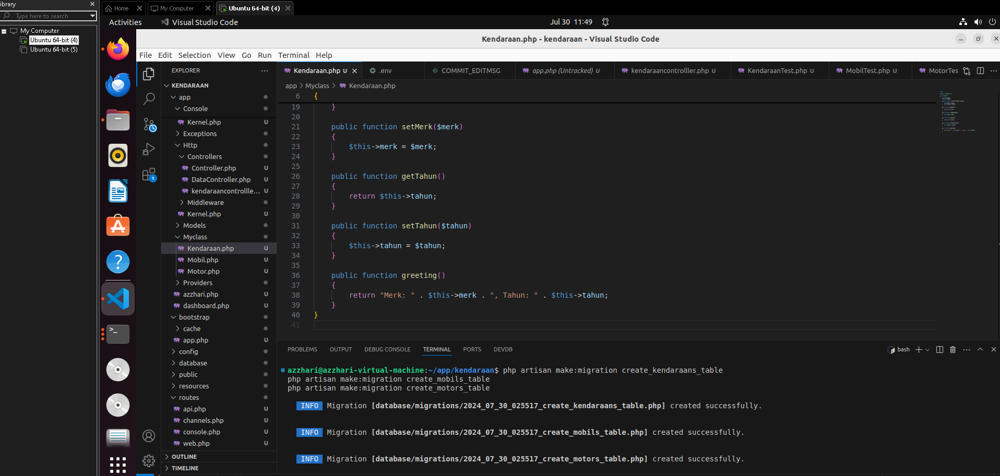 ibrary
Type here to search
My Computer
Ubuntu 64-bit (4)
Ubuntu 64-bit (5)
Home
My Computer
Ubuntu 64-bit (4)
Activities
Visual Studio Code
Jul 30 11:49
Kendaraan.php - kendaraan - Visual Studio Code
File Edit Selection View Go Run Terminal Help
EXPLORER
KENDARAAN
app
Console
Kernel.php U
Exceptions
Http
Controllers
Controller.php U
DataController.php U
kendaraancontrolle... U
Middleware
Kernel.php U
Models
Myclass
Kendaraan.php U
Mobil.php U
Motor.php U
Providers
azzhari.php U
dashboard.php U
bootstrap
cache
app.php U
config
database
public
resources
routes
api.php U
channels.php U
console.php U
web.php U
OUTLINE
TIMELINE
1
Kendaraan.php U
.env
COMMIT_EDITMSG
app.php (Untracked) U
kendaraancontrolller.php U
KendaraanTest.php U
MobilTest.php U
MotorTes
app > Myclass > Kendaraan.php
6 {
19 }
20
21 public function setMerk($merk)
22 {
23 $this->merk = $merk;
24 }
25
26 public function getTahun()
27 {
28 return $this->tahun;
29 }
30
31 public function setTahun($tahun)
32 {
33 $this->tahun = $tahun;
34 }
35
36 public function greeting()
37 {
38 return "Merk: " . $this->merk . ", Tahun: " . $this->tahun;
39 }
40 }
41
PROBLEMS OUTPUT DEBUG CONSOLE TERMINAL PORTS DEVDB
bash
azzhari@azzhari-virtual-machine:~/app/kendaraan$ php artisan make:migration create_kendaraans_table
php artisan make:migration create_mobils_table
php artisan make:migration create_motors_table
INFO Migration [database/migrations/2024_07_30_025517_create_kendaraans_table.php] created successfully.
INFO Migration [database/migrations/2024_07_30_025517_create_mobils_table.php] created successfully.
INFO Migration [database/migrations/2024_07_30_025517_create_motors_table.php] created successfully.